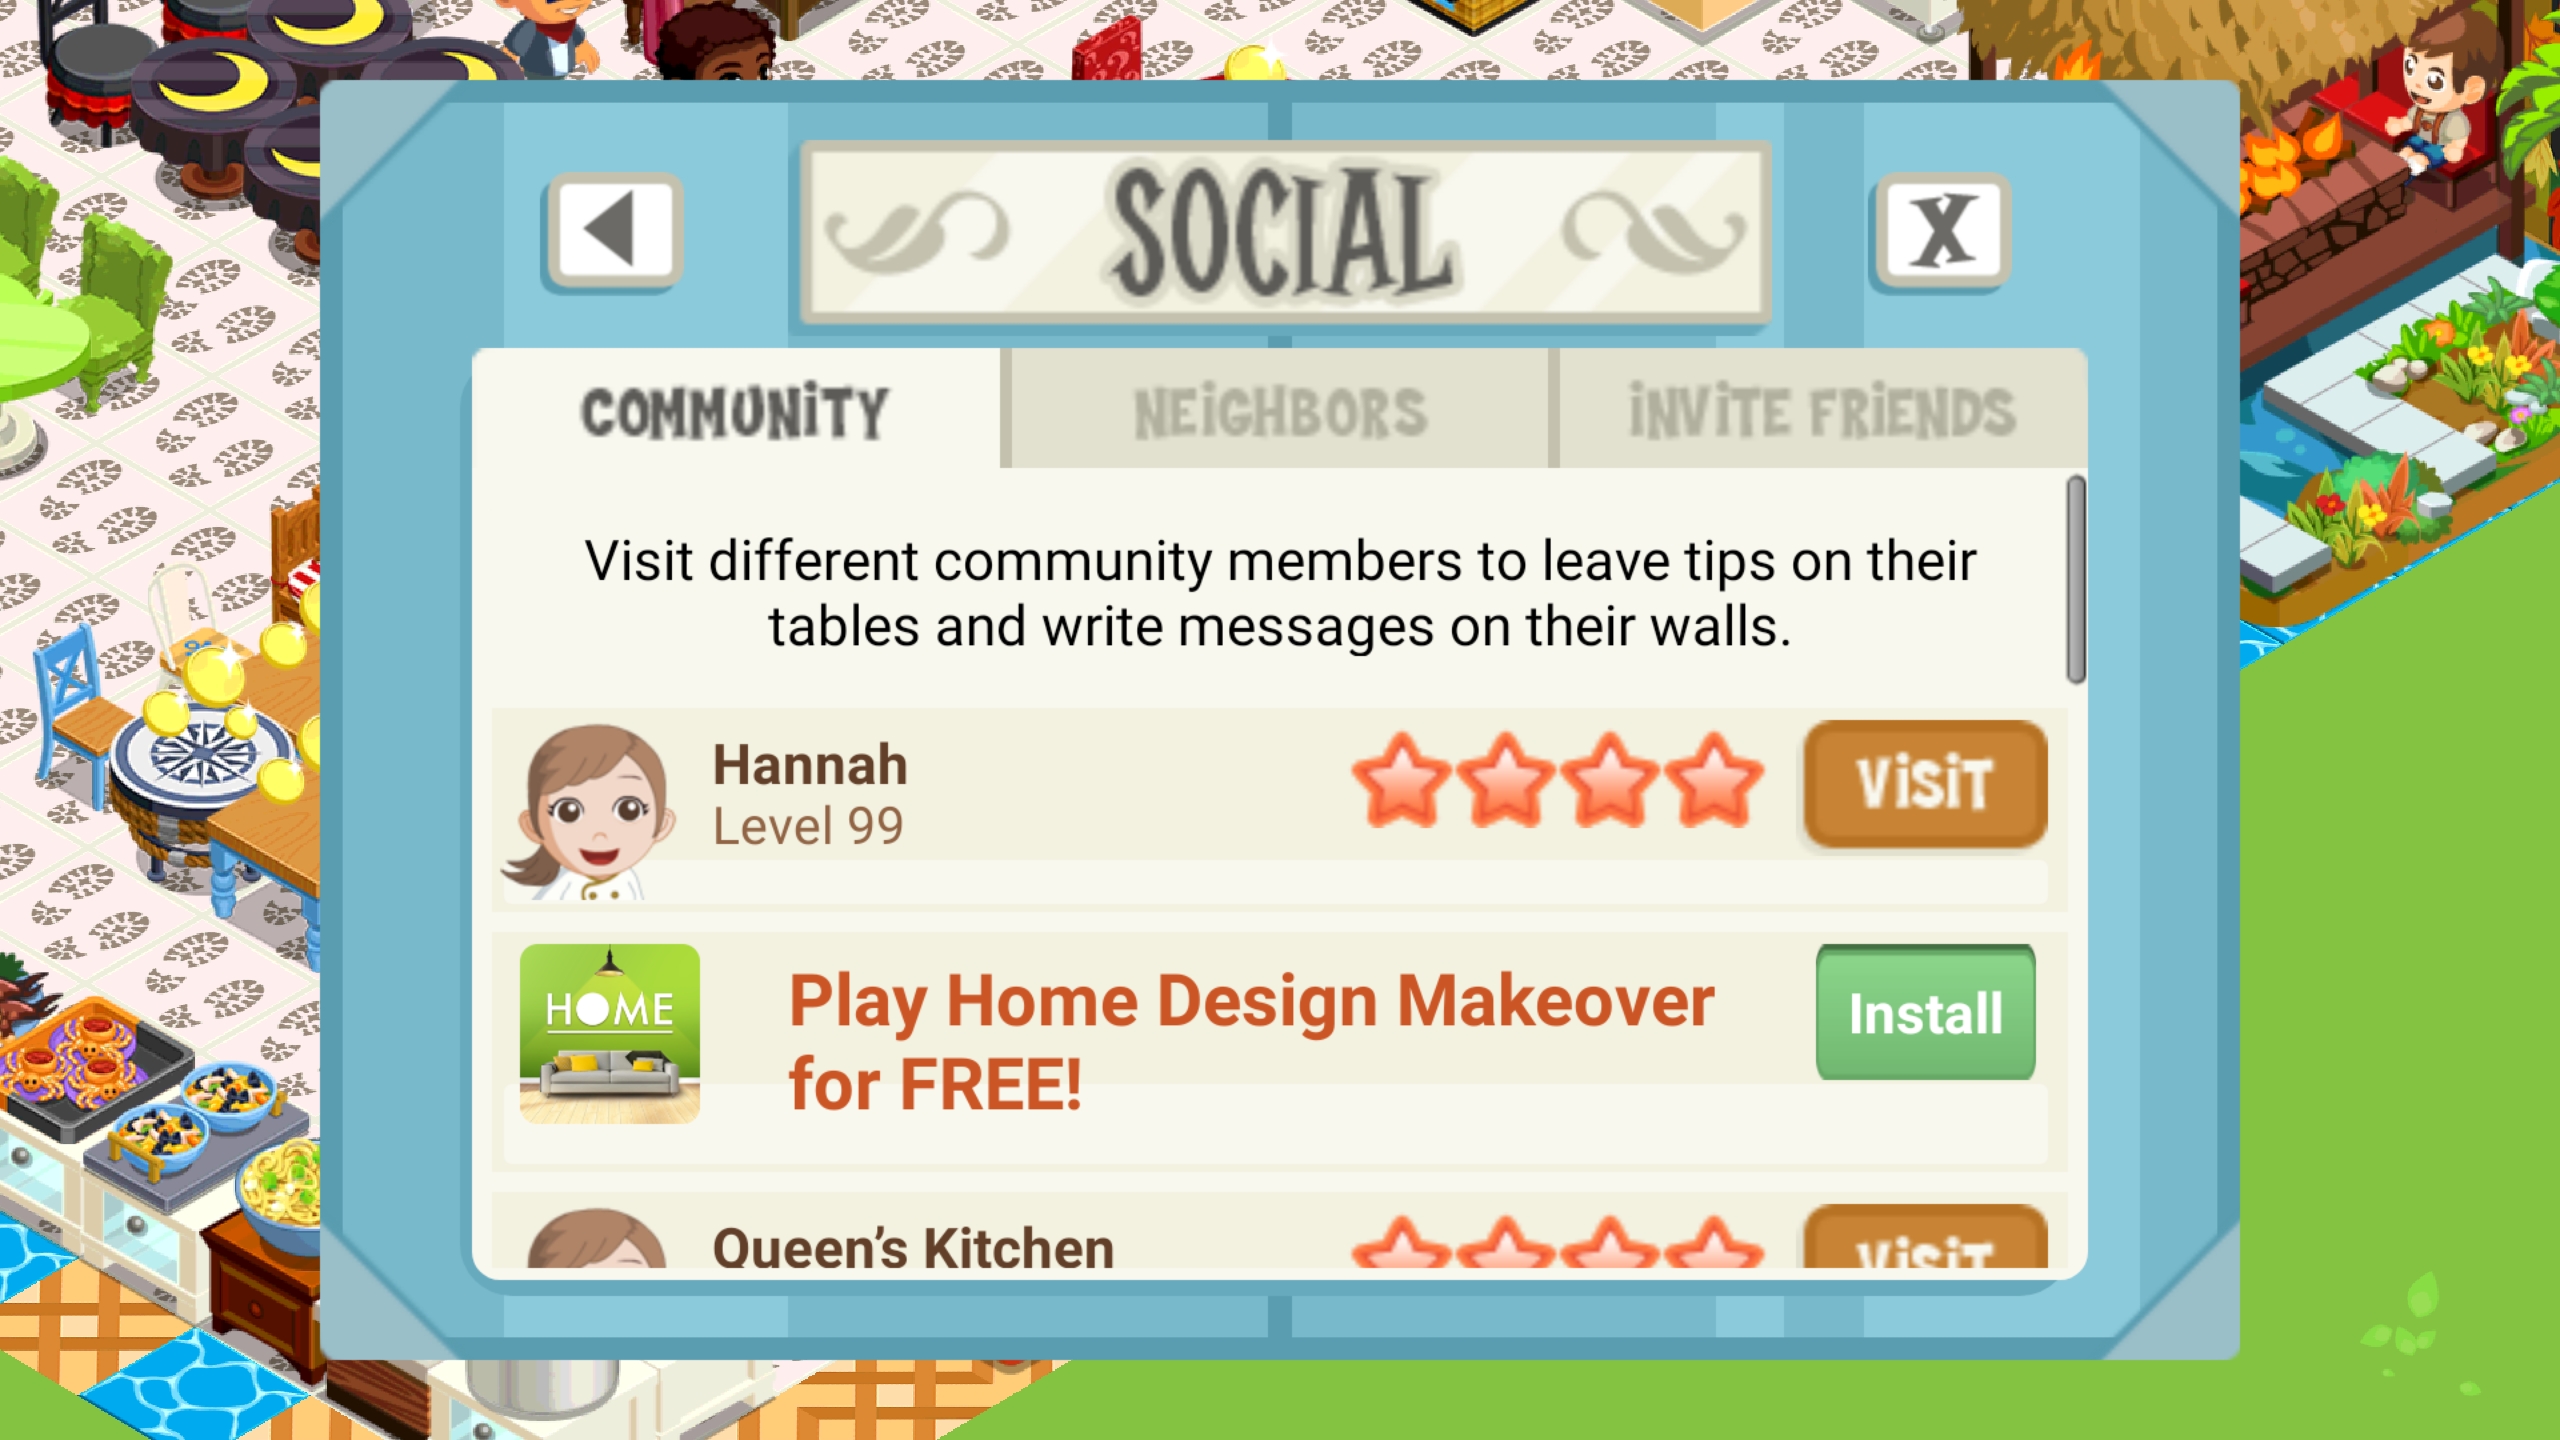 SOCIAL
X
COMMUNITY
NEIGHBORS
INVITE FRIENDS
Visit different community members to leave tips on their
tables and write messages on their walls.
Hannah
Level 99
VISIT
HOME
Play Home Design Makeover
for FREE!
Install
Queen’s Kitchen
VISIT